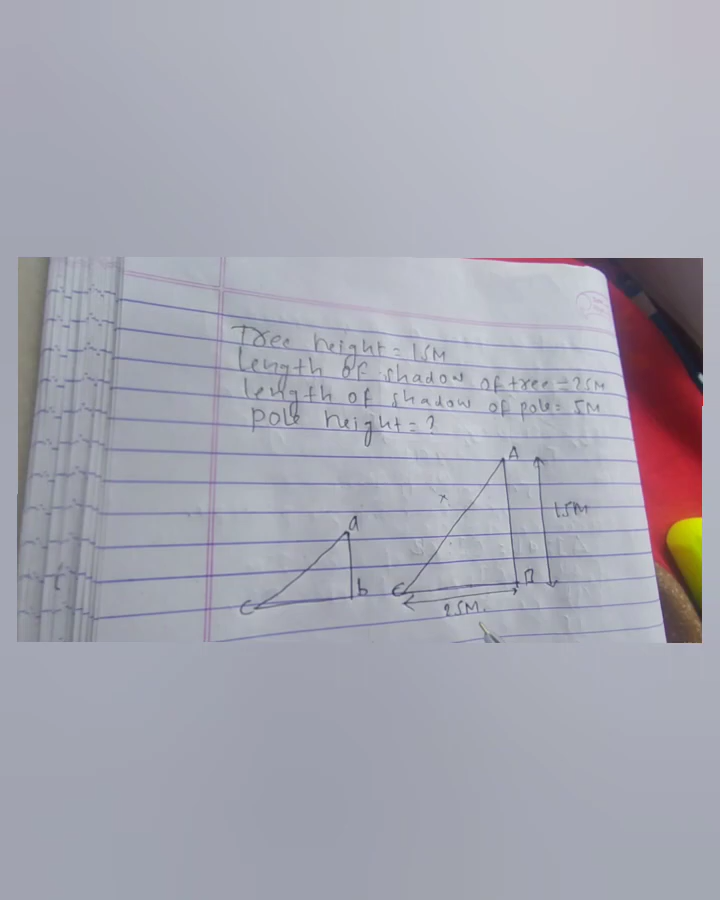 Tree height = 15M
length of shadow of tree = 25M
length of shadow of pole = 5M
pole height = ?
A
x
15M
a
b
B
C
C
25M